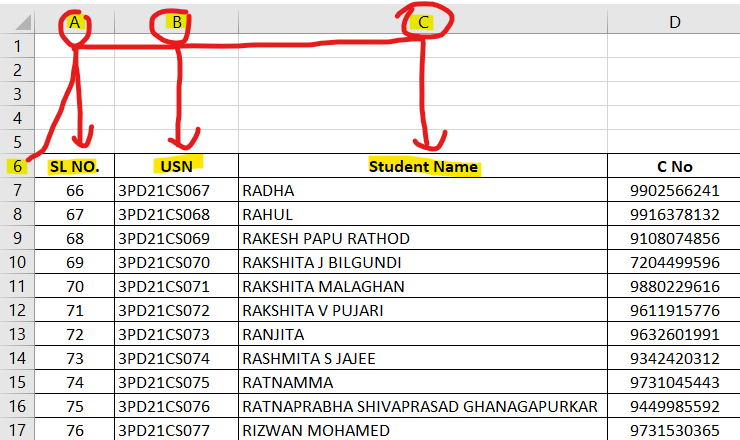 A B C D
1
2
3
4
5
6 SL NO. USN Student Name C No
7 66 3PD21CS067 RADHA 9902566241
8 67 3PD21CS068 RAHUL 9916378132
9 68 3PD21CS069 RAKESH PAPU RATHOD 9108074856
10 69 3PD21CS070 RAKSHITA J BILGUNDI 7204499596
11 70 3PD21CS071 RAKSHITA MALAGHAN 9880229616
12 71 3PD21CS072 RAKSHITA V PUJARI 9611915776
13 72 3PD21CS073 RANJITA 9632601991
14 73 3PD21CS074 RASHMITA S JAJEE 9342420312
15 74 3PD21CS075 RATNAMMA 9731045443
16 75 3PD21CS076 RATNAPRABHA SHIVAPRASAD GHANAGAPURKAR 9449985592
17 76 3PD21CS077 RIZWAN MOHAMED 9731530365